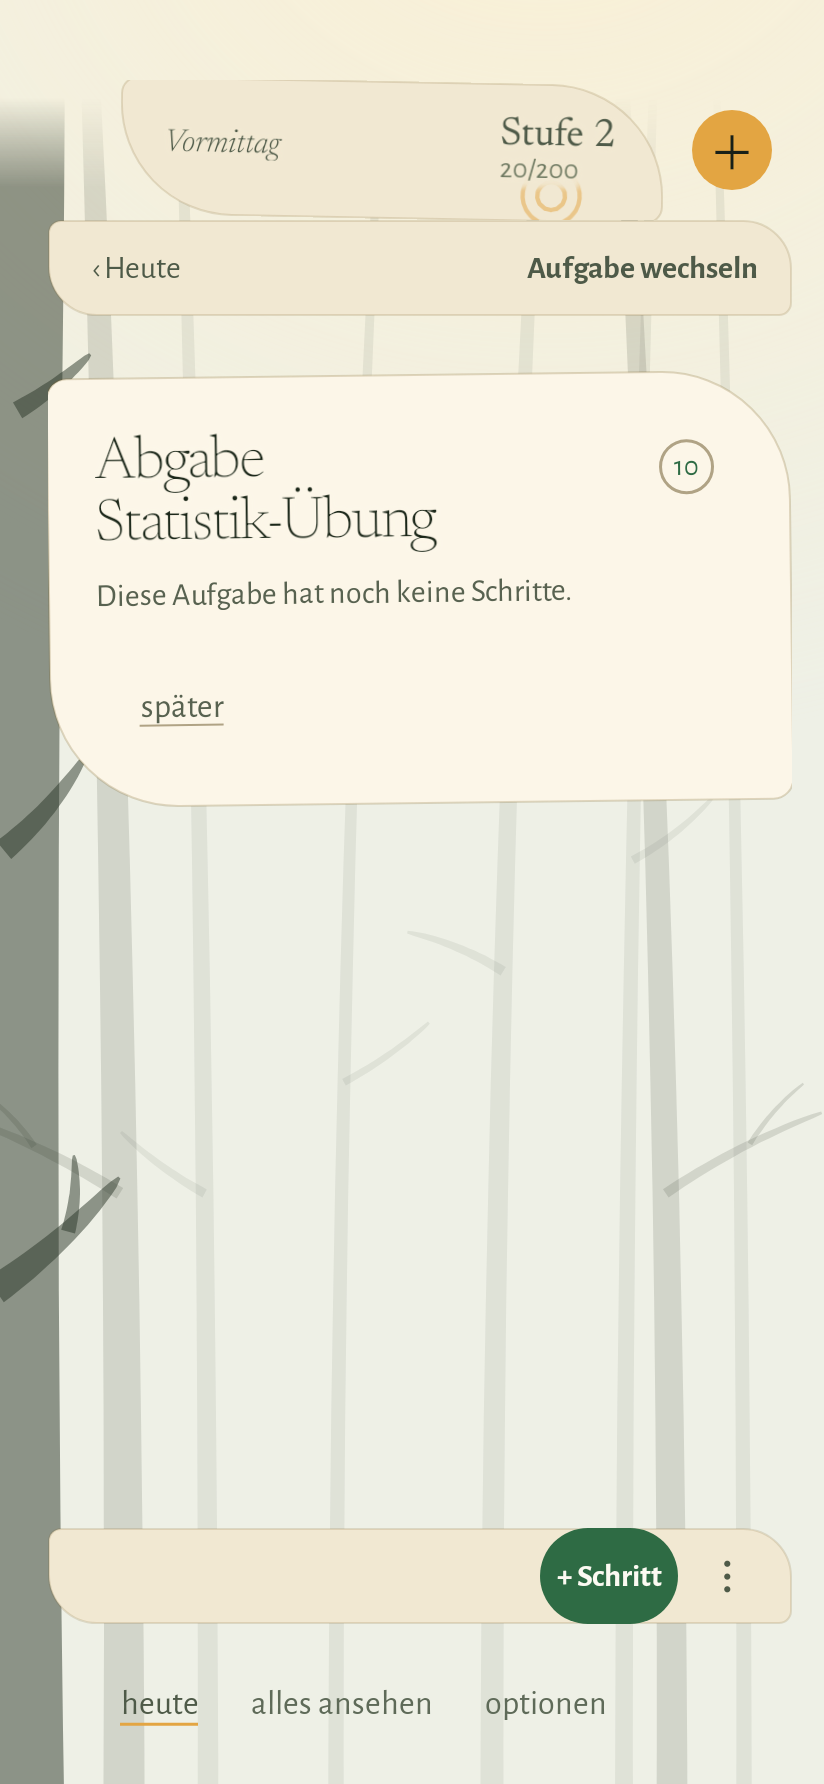 Vormittag
Stufe 2
20/200
+
‹ Heute
Aufgabe wechseln
Abgabe
Statistik-Übung
10
Diese Aufgabe hat noch keine Schritte.
später
+ Schritt
heute
alles ansehen
optionen